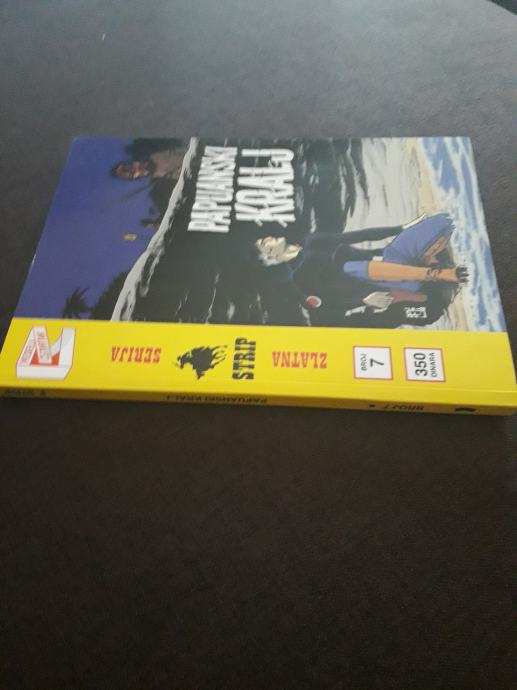 PAPUANSKI
KRALJ
SERIJA
STRIP
ZLATNA
BROJ
7
350
DINARA
PAPUANSKI KRALJ
BROJ 7